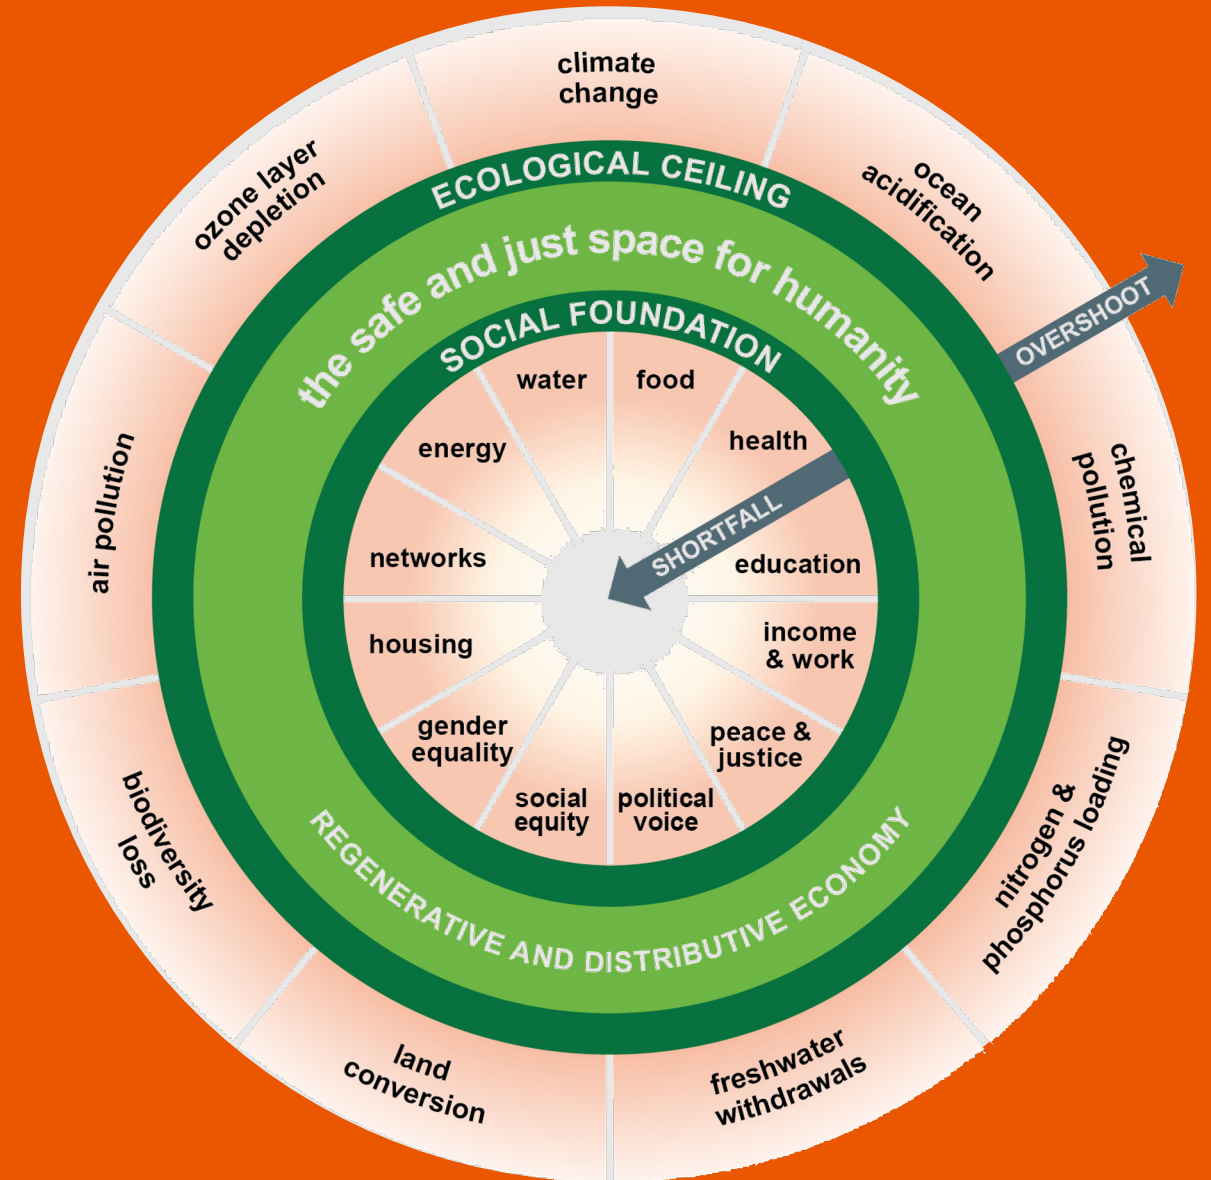 climate
change
ocean
acidification
OVERSHOOT
chemical
pollution
nitrogen &
phosphorus loading
freshwater
withdrawals
land
conversion
biodiversity
loss
air pollution
ozone layer
depletion
ECOLOGICAL CEILING
the safe and just space for humanity
SOCIAL FOUNDATION
water
food
health
SHORTFALL
education
income
& work
peace &
justice
political
voice
social
equity
gender
equality
housing
networks
energy
REGENERATIVE AND DISTRIBUTIVE ECONOMY